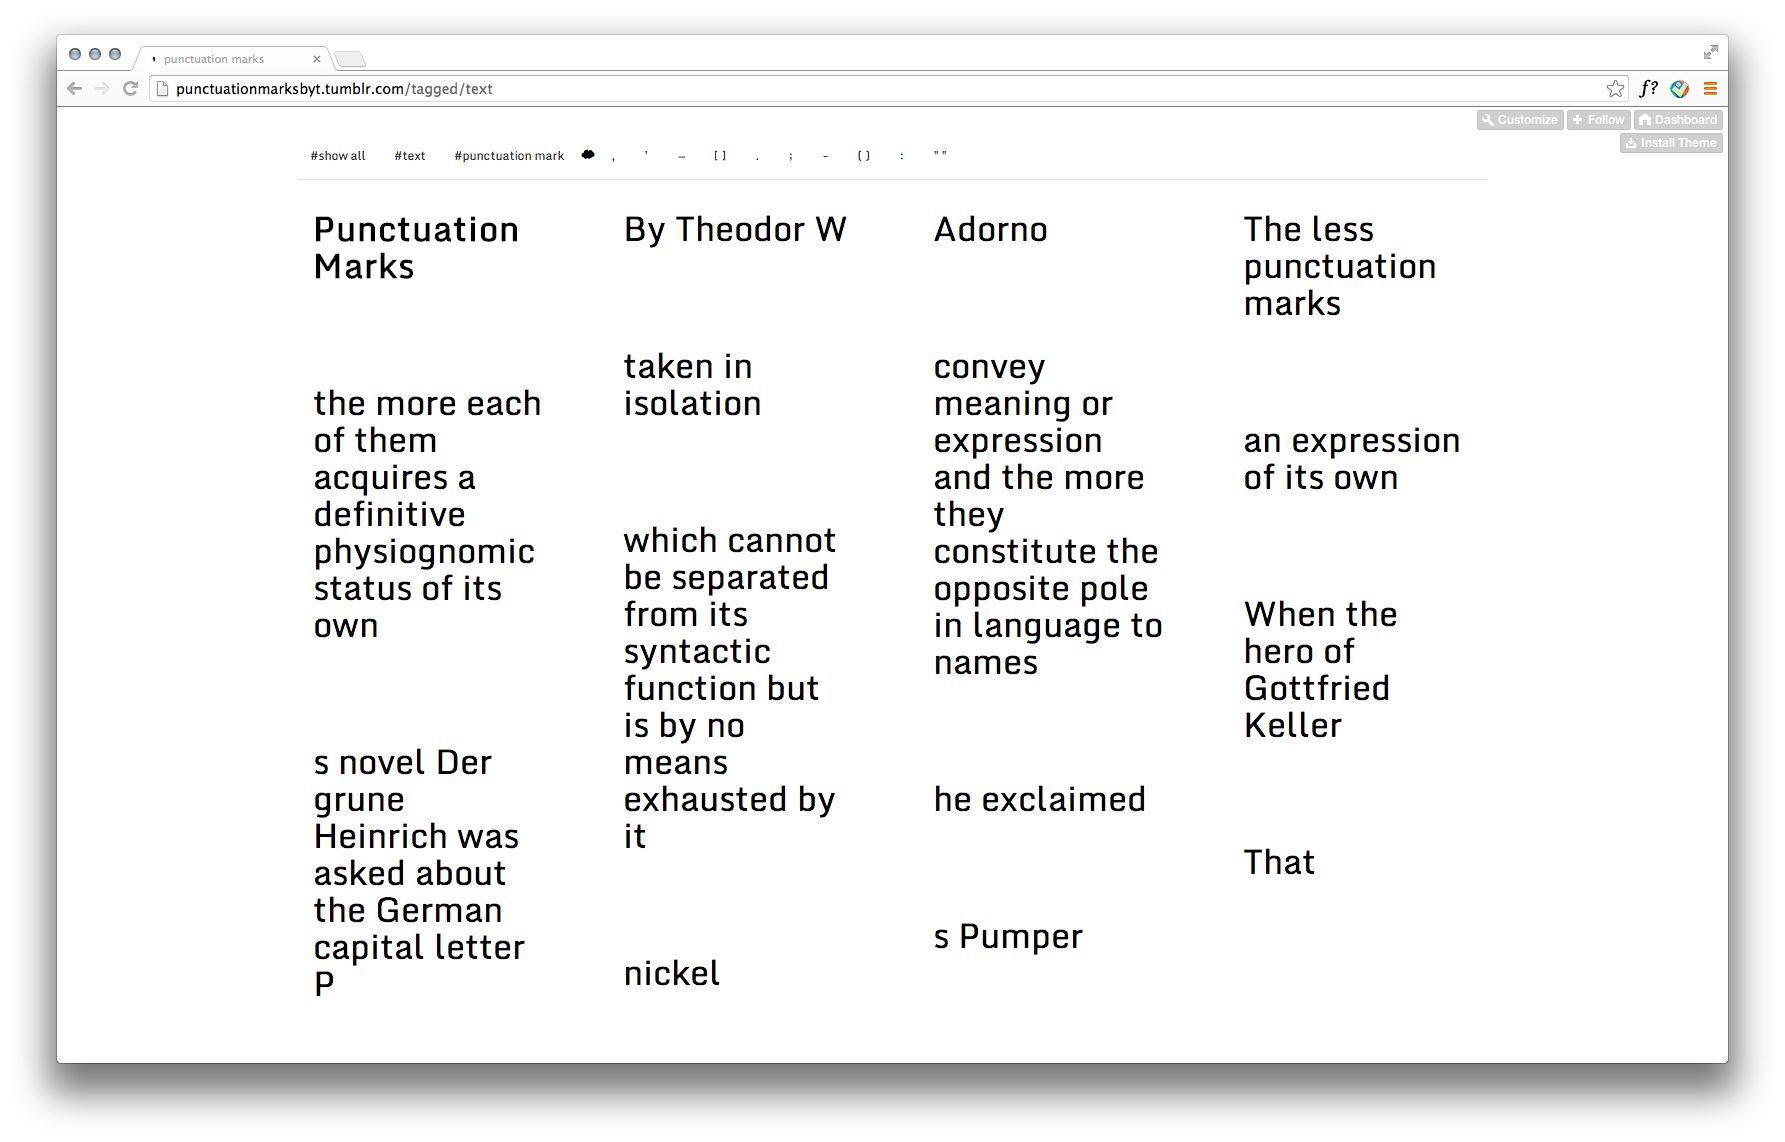 punctuation marks
punctuationmarksbyt.tumblr.com/tagged/text
f?
Customize
Follow
Dashboard
Install Theme
#show all
#text
#punctuation mark
,
'
–
[]
.
;
-
()
:
""
Punctuation
Marks
By Theodor W
Adorno
The less
punctuation
marks
taken in
isolation
convey
meaning or
expression
and the more
they
constitute the
opposite pole
in language to
names
the more each
of them
acquires a
definitive
physiognomic
status of its
own
an expression
of its own
which cannot
be separated
from its
syntactic
function but
is by no
means
exhausted by
it
When the
hero of
Gottfried
Keller
s novel Der
grune
Heinrich was
asked about
the German
capital letter
P
he exclaimed
That
s Pumper
nickel